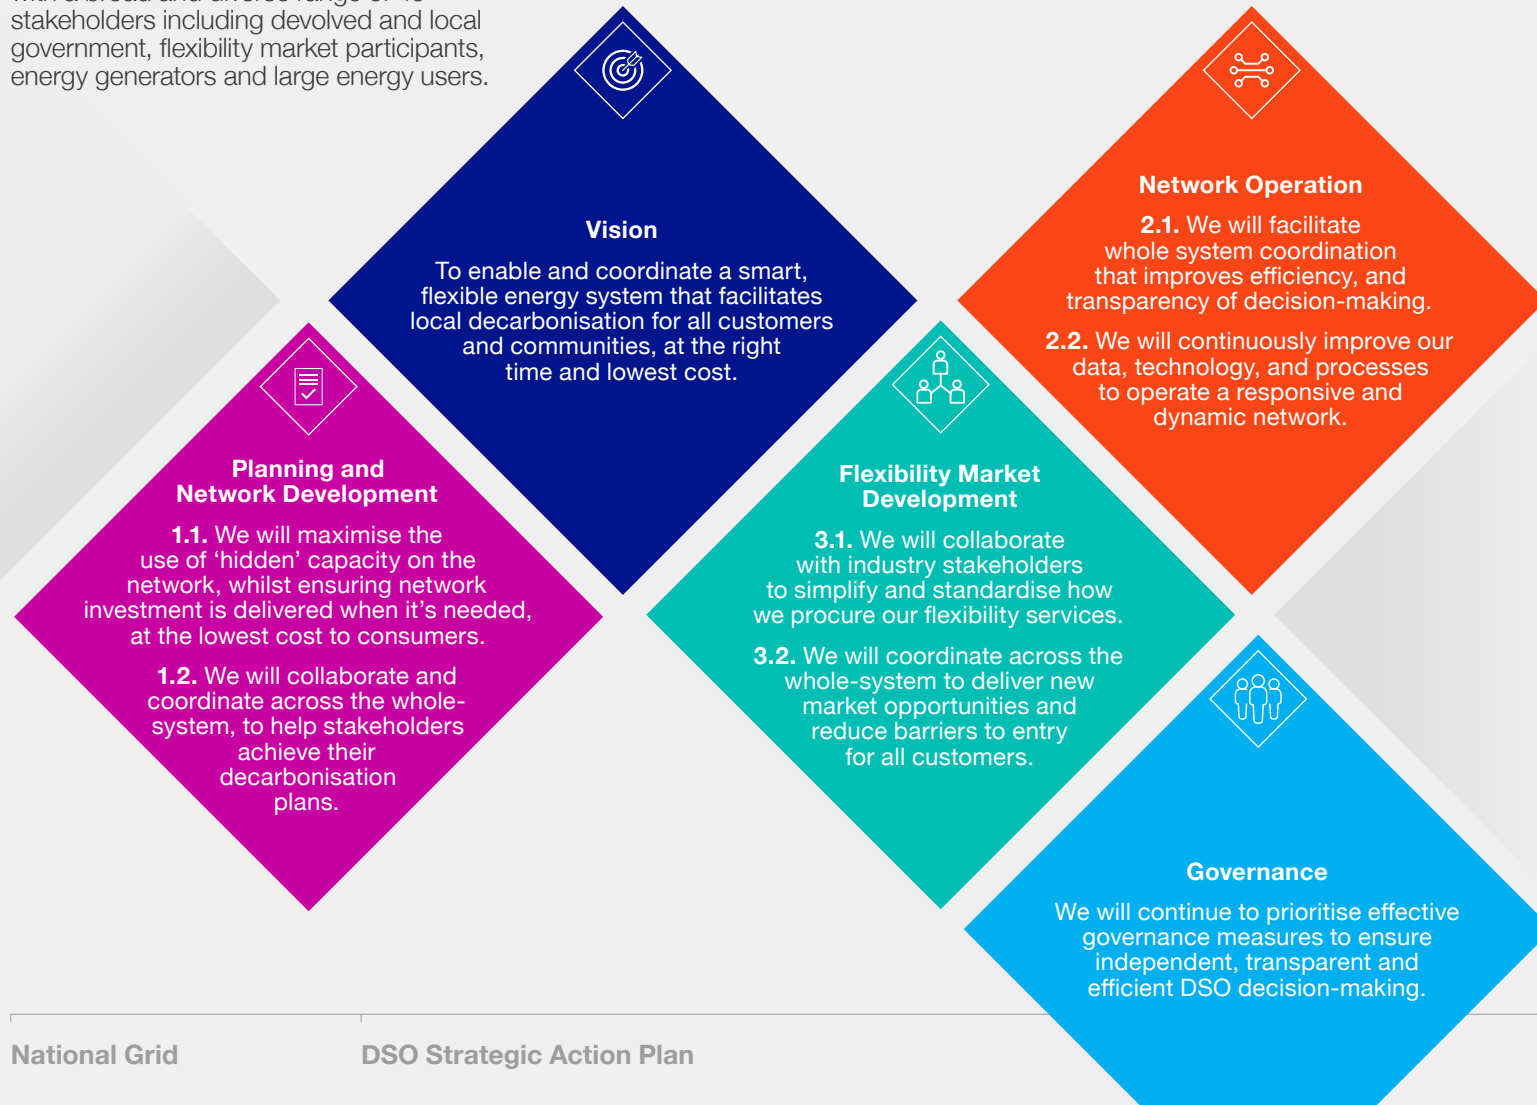 stakeholders including devolved and local
government, flexibility market participants,
energy generators and large energy users.
Vision
To enable and coordinate a smart,
flexible energy system that facilitates
local decarbonisation for all customers
and communities, at the right
time and lowest cost.
Network Operation
2.1. We will facilitate
whole system coordination
that improves efficiency, and
transparency of decision-making.
2.2. We will continuously improve our
data, technology, and processes
to operate a responsive and
dynamic network.
Planning and
Network Development
1.1. We will maximise the
use of ‘hidden’ capacity on the
network, whilst ensuring network
investment is delivered when it’s needed,
at the lowest cost to consumers.
1.2. We will collaborate and
coordinate across the whole-
system, to help stakeholders
achieve their
decarbonisation
plans.
Flexibility Market
Development
3.1. We will collaborate
with industry stakeholders
to simplify and standardise how
we procure our flexibility services.
3.2. We will coordinate across the
whole-system to deliver new
market opportunities and
reduce barriers to entry
for all customers.
Governance
We will continue to prioritise effective
governance measures to ensure
independent, transparent and
efficient DSO decision-making.
National Grid
DSO Strategic Action Plan